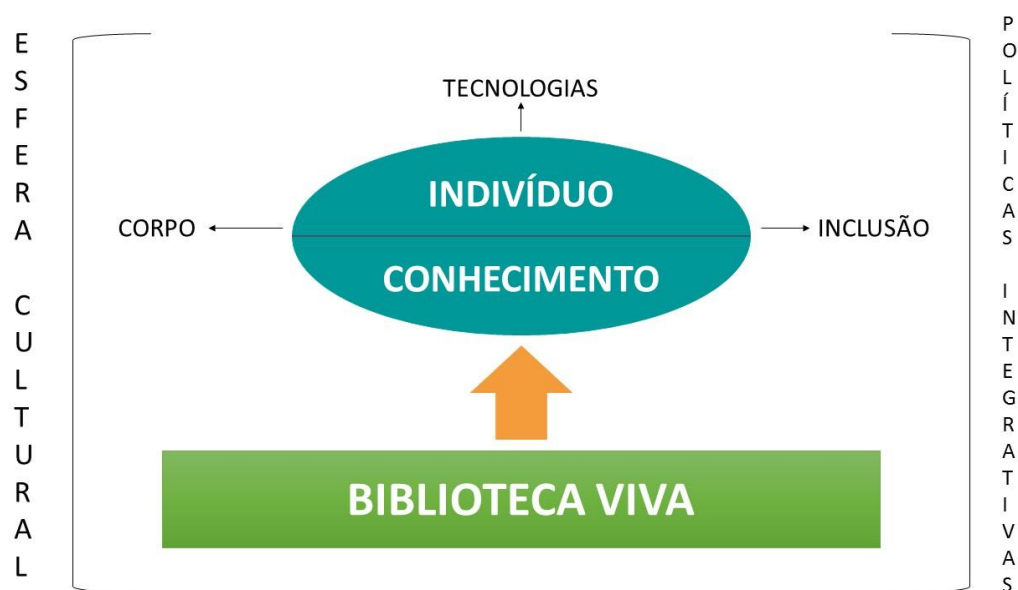 ESFERA CULTURAL
TECNOLOGIAS
INDIVÍDUO
CORPO
INCLUSÃO
CONHECIMENTO
BIBLIOTECA VIVA
POLÍTICAS INTEGRATIVAS